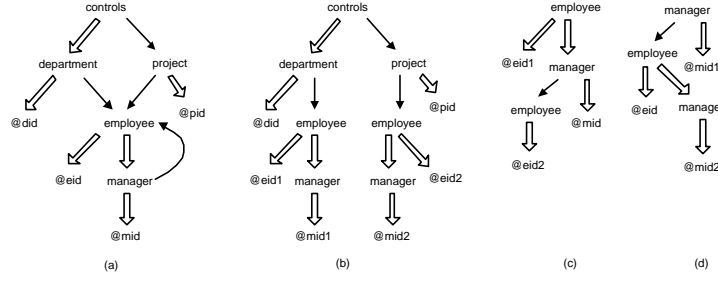 controls
department
project
@did
employee
@pid
@eid
manager
@mid
(a)
controls
department
project
@did
employee
employee
@pid
@eid1
manager
manager
@eid2
@mid1
@mid2
(b)
employee
@eid1
manager
employee
@mid
@eid2
(c)
manager
employee
@mid1
@eid
manage
@mid2
(d)